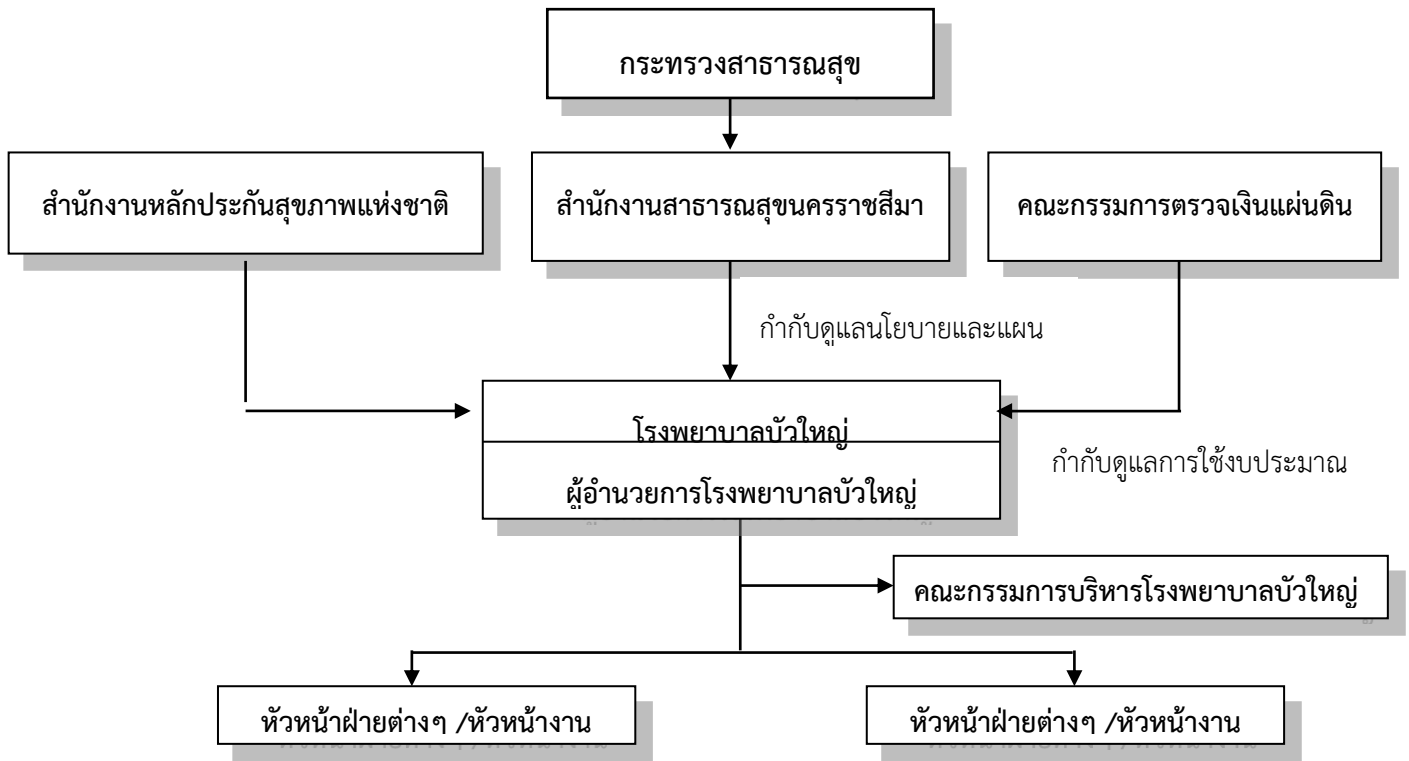 กระทรวงสาธารณสุข
สำนักงานหลักประกันสุขภาพแห่งชาติ
สำนักงานสาธารณสุขนครราชสีมา
คณะกรรมการตรวจเงินแผ่นดิน
กำกับดูแลนโยบายและแผน
โรงพยาบาลบัวใหญ่
กำกับดูแลการใช้งบประมาณ
ผู้อำนวยการโรงพยาบาลบัวใหญ่
คณะกรรมการบริหารโรงพยาบาลบัวใหญ่
หัวหน้าฝ่ายต่างๆ /หัวหน้างาน
หัวหน้าฝ่ายต่างๆ /หัวหน้างาน